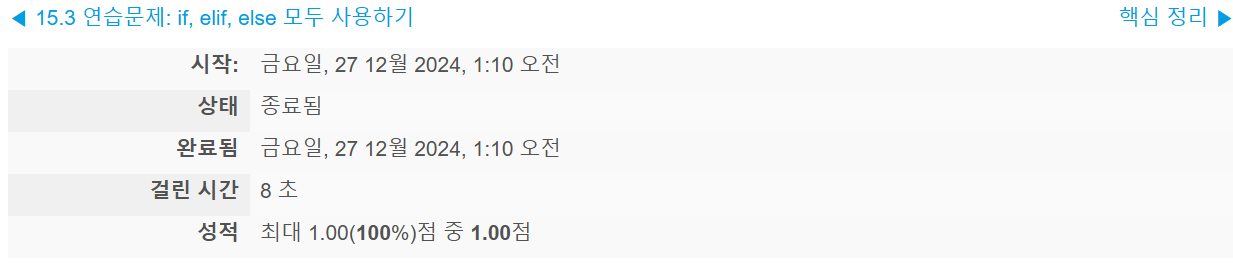 ◀ 15.3 연습문제: if, elif, else 모두 사용하기 핵심 정리 ▶
시작: 금요일, 27 12월 2024, 1:10 오전
상태 종료됨
완료됨 금요일, 27 12월 2024, 1:10 오전
걸린 시간 8 초
성적 최대 1.00(100%)점 중 1.00점